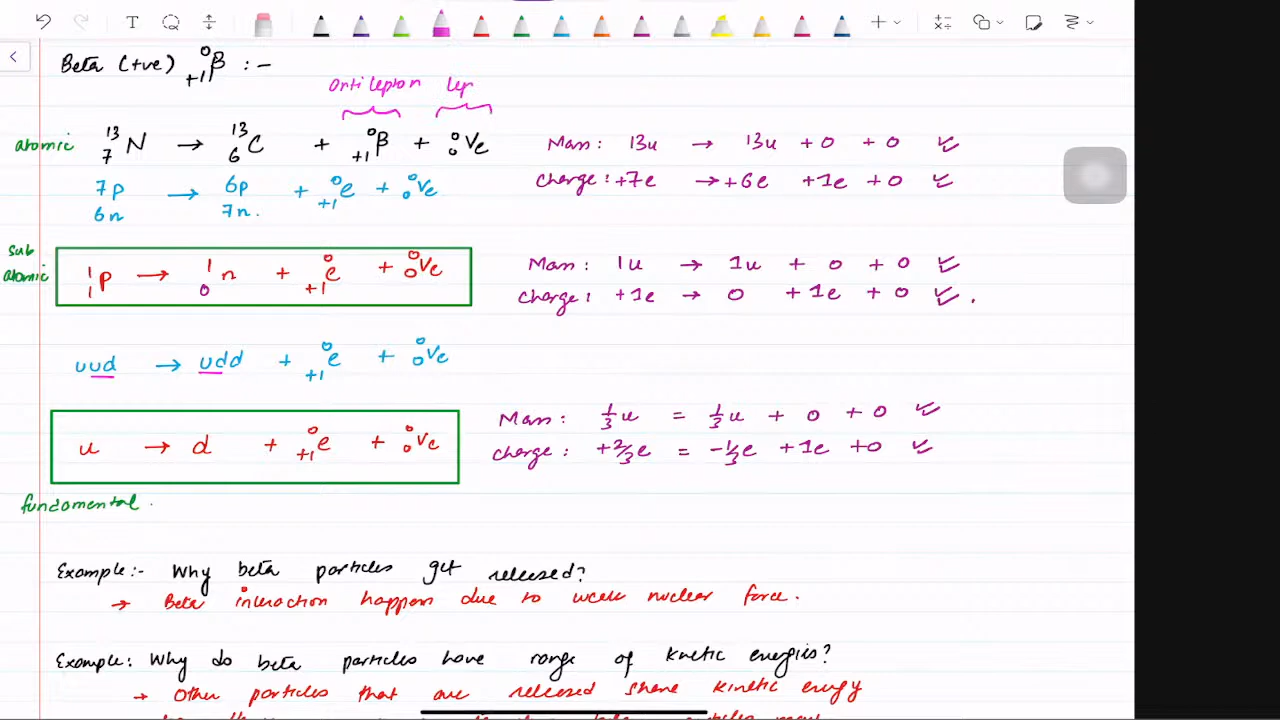 Beta (+ve) ⁰₊₁β :-
Antilepton Lep
atomic ¹³₇N → ¹³₆C + ⁰₊₁β + ⁰₀Ve Mass: 13u → 13u + 0 + 0 ✓
7p → 6p + ⁰₊₁e + ⁰₀Ve Charge: +7e → +6e +1e + 0 ✓
6n 7n.
sub atomic ¹₁p → ¹₀n + ⁰₊₁e + ⁰₀Ve Mass: 1u → 1u + 0 + 0 ✓
Charge: +1e → 0 + 1e + 0 ✓.
uud → udd + ⁰₊₁e + ⁰₀Ve
u → d + ⁰₊₁e + ⁰₀Ve Mass: ⅓u = ⅓u + 0 + 0 ✓
Charge: +⅔e = -⅓e +1e +0 ✓
fundamental.
Example:- Why beta particles get released?
→ Beta interaction happen due to weak nuclear force.
Example: Why do beta particles have range of kinetic energies?
→ Other particles that are released share kinetic energy